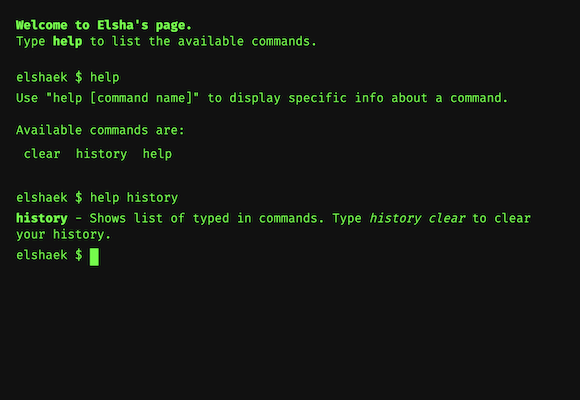 Welcome to Elsha's page.
Type help to list the available commands.
elshaek $ help
Use "help [command name]" to display specific info about a command.
Available commands are:
clear history help
elshaek $ help history
history - Shows list of typed in commands. Type history clear to clear
your history.
elshaek $